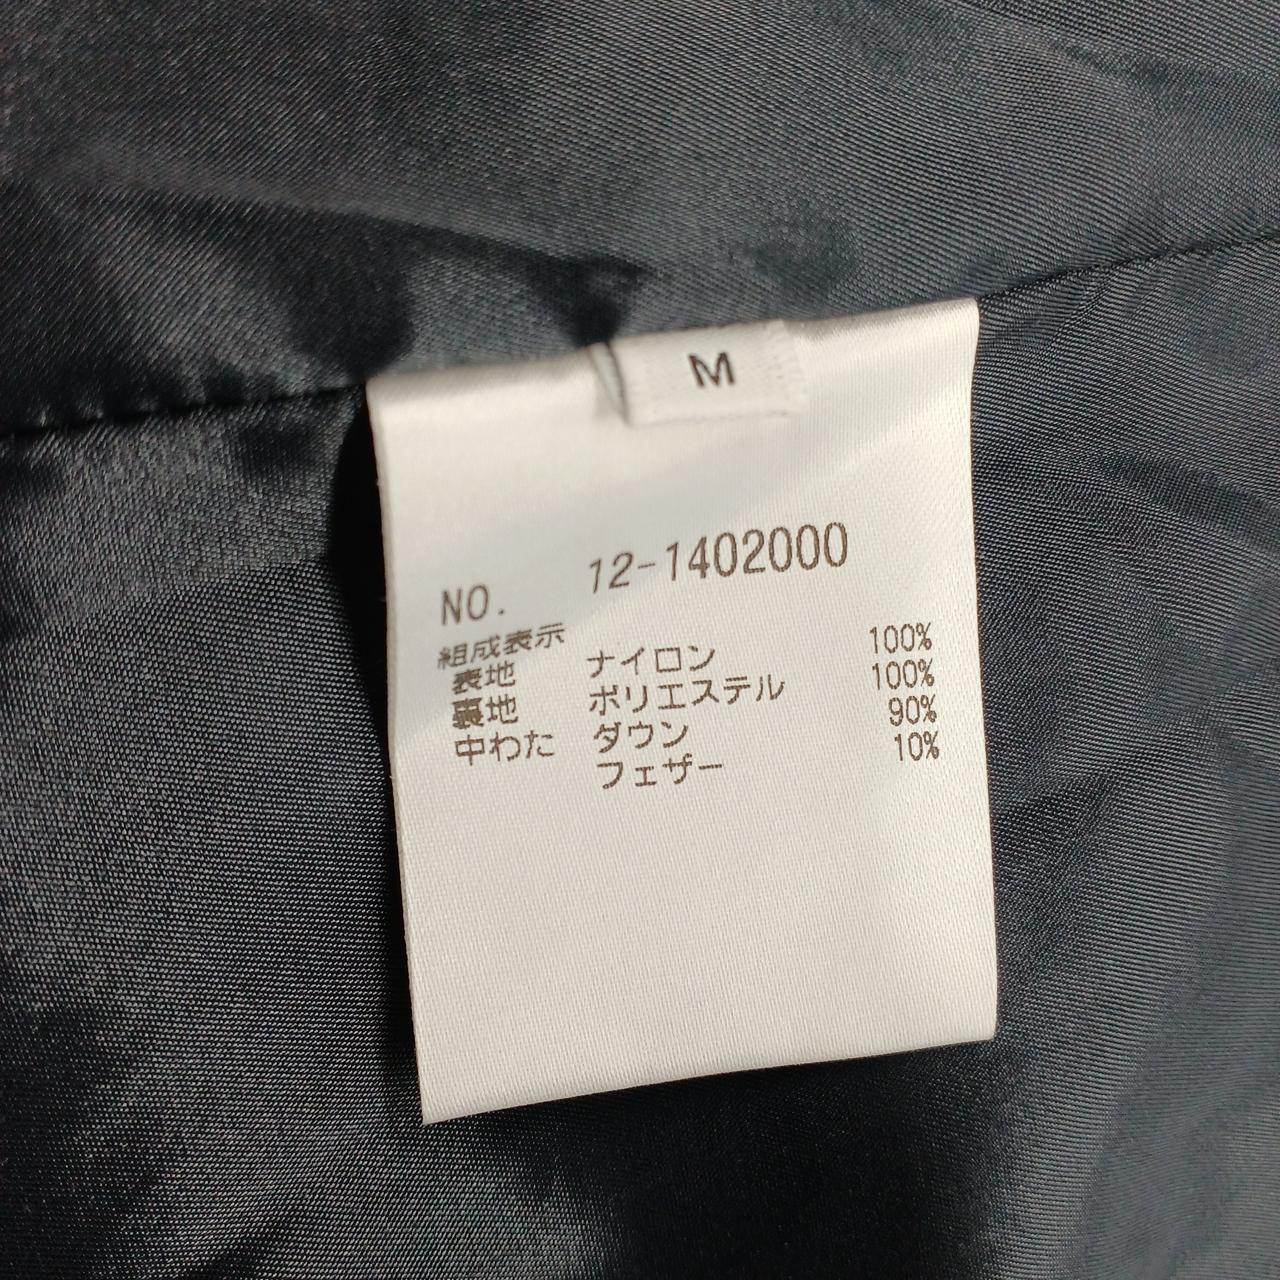 M
NO. 12-1402000
組成表示
表地 ナイロン 100%
裏地 ポリエステル 100%
中わた ダウン 90%
フェザー 10%